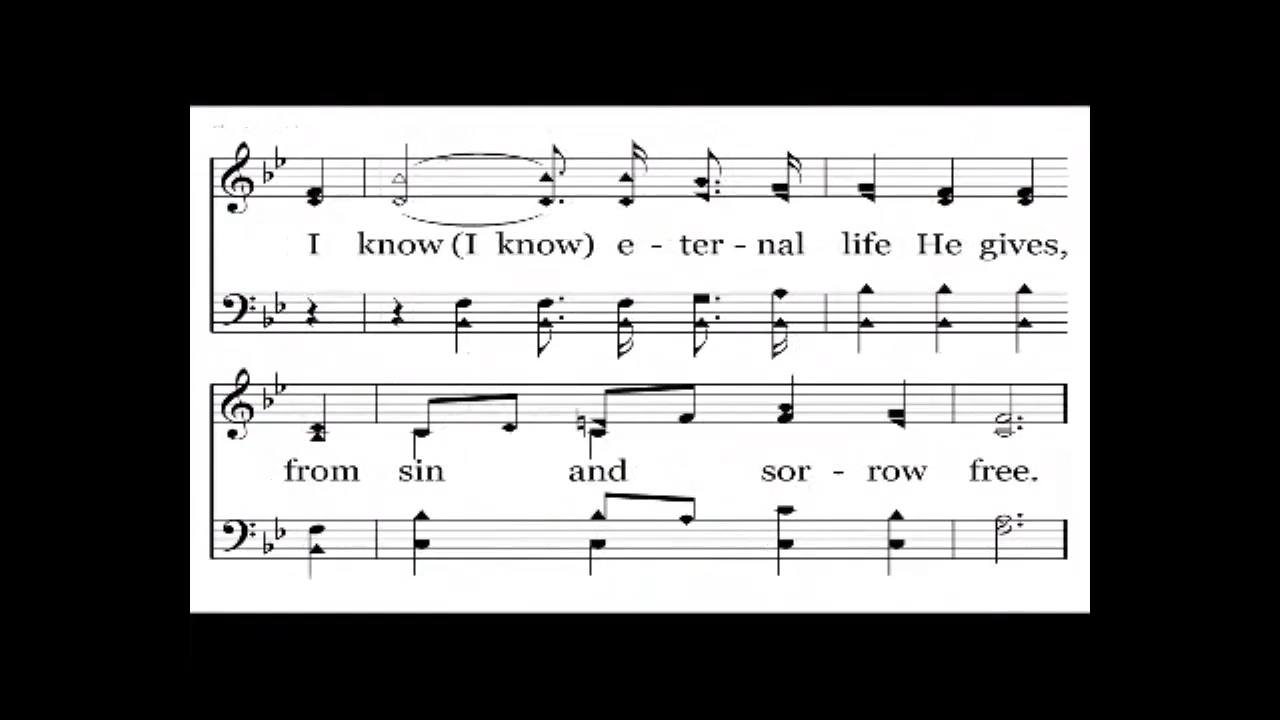 I know (I know) e - ter - nal life He gives,
from sin and sor - row free.